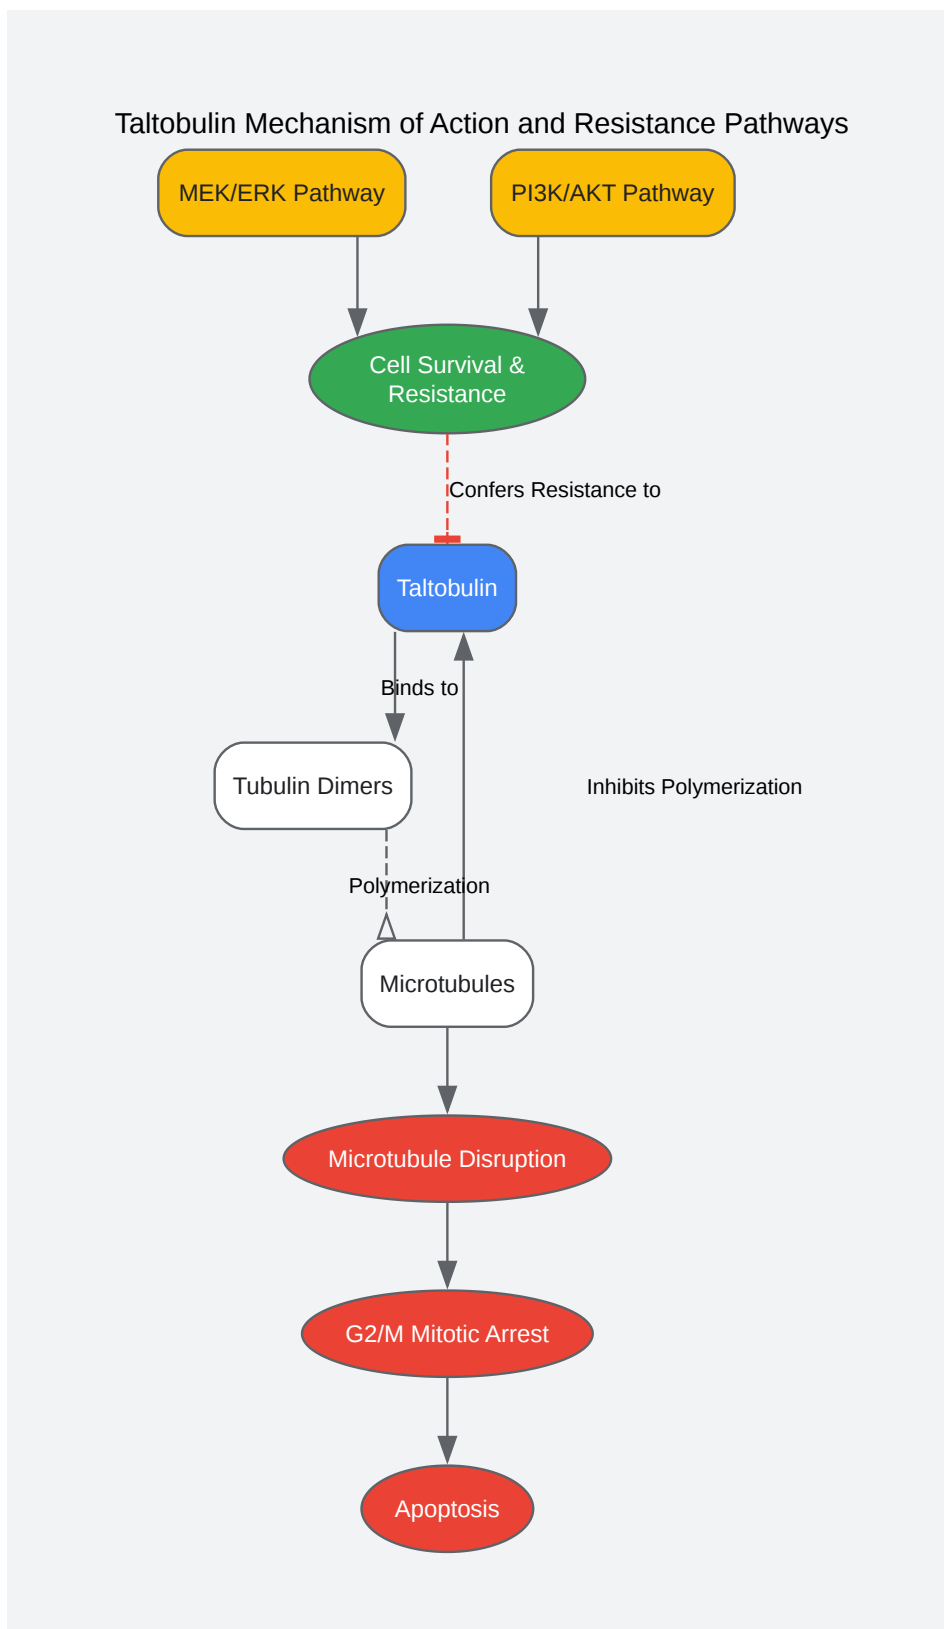 Taltobulin Mechanism of Action and Resistance Pathways
MEK/ERK Pathway
PI3K/AKT Pathway
Cell Survival &
Resistance
Confers Resistance to
Taltobulin
Binds to
Tubulin Dimers
Inhibits Polymerization
Polymerization
Microtubules
Microtubule Disruption
G2/M Mitotic Arrest
Apoptosis